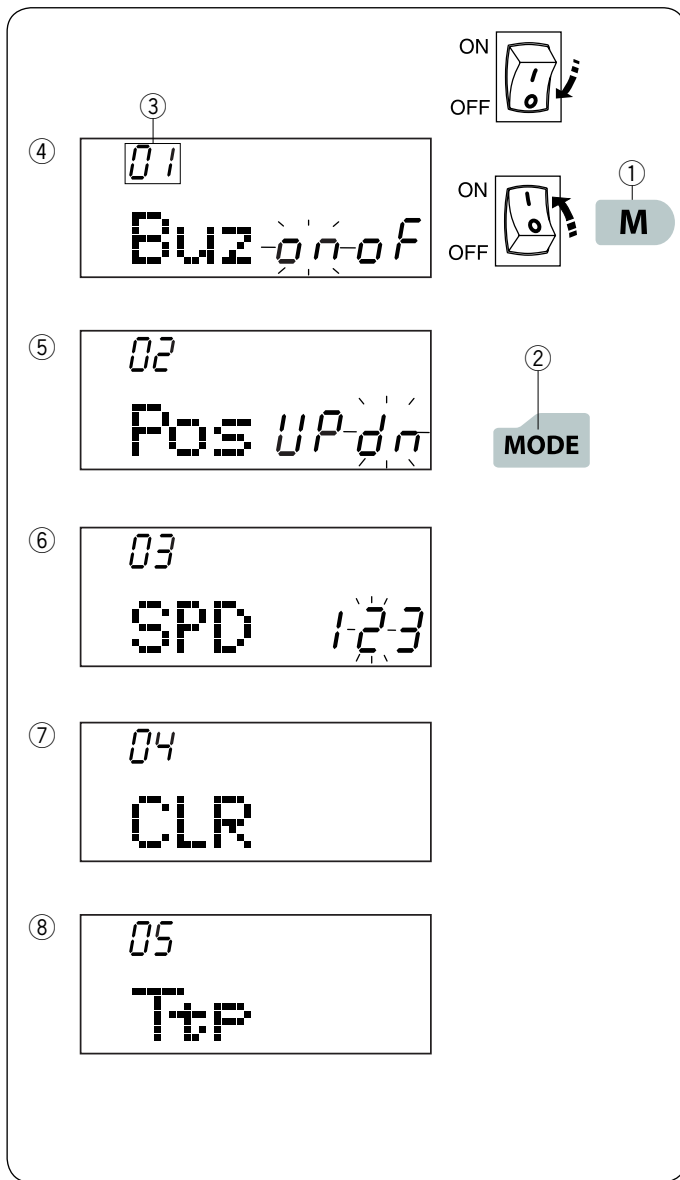 ON
OFF
③
④
01
Buz on oF
ON
OFF
I
O
①
M
⑤
02
Pos UP dn
②
MODE
⑥
03
SPD 1 2 3
⑦
04
CLR
⑧
05
Ttp